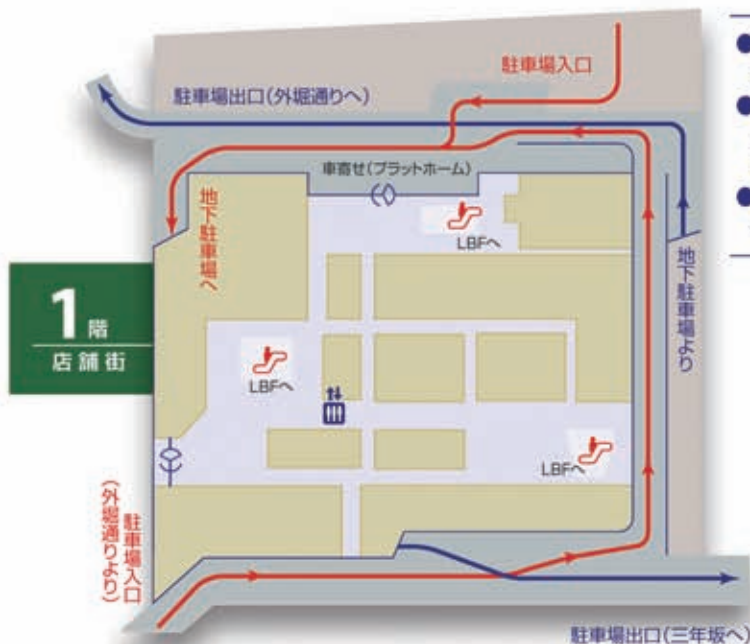 駐車場入口
駐車場出口(外堀通りへ)
車寄せ(プラットホーム)
地下駐車場へ
LBFへ
地下駐車場より
1階
店舗街
LBFへ
LBFへ
駐車場入口
(外堀通りより)
駐車場出口(三年坂へ)